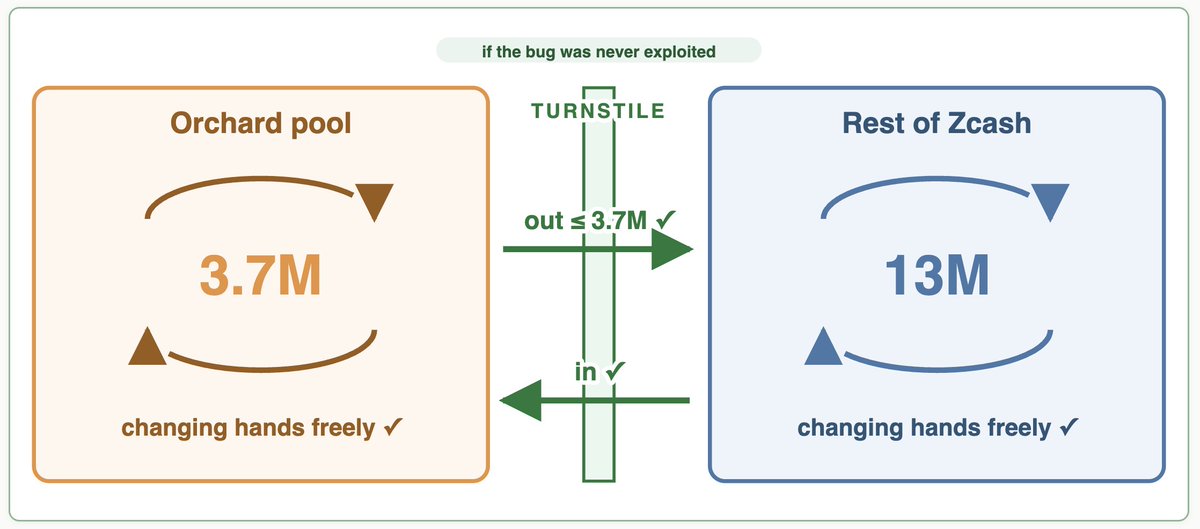 if the bug was never exploited
Orchard pool
TURNSTILE
Rest of Zcash
out ≤ 3.7M ✓
3.7M
13M
in ✓
changing hands freely ✓
changing hands freely ✓